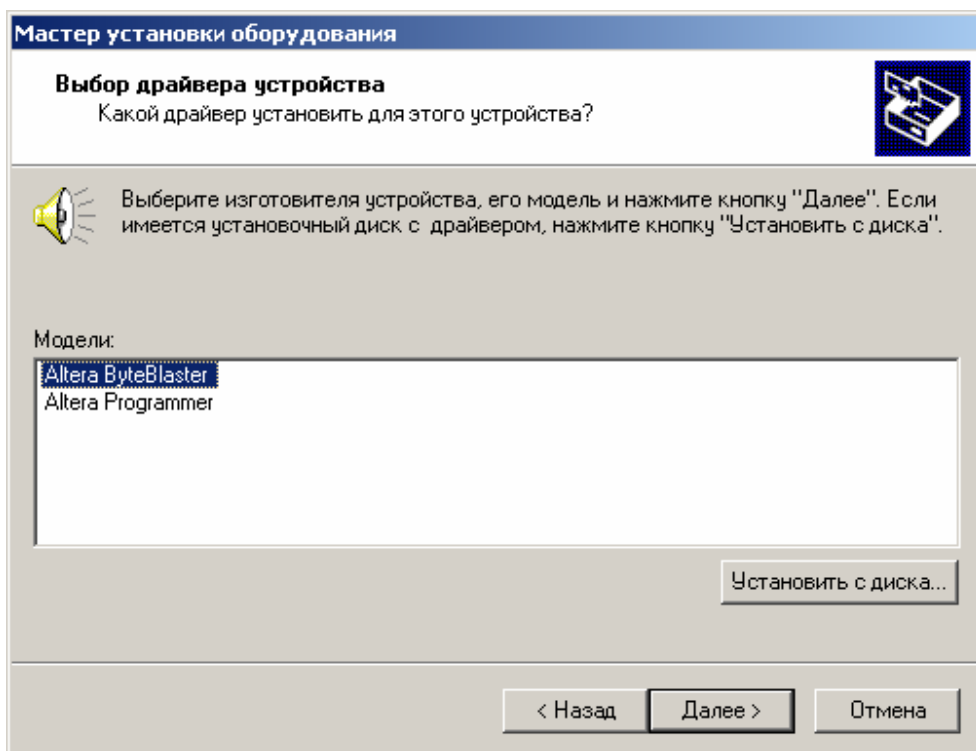 Мастер установки оборудования
Выбор драйвера устройства
Какой драйвер установить для этого устройства?
Выберите изготовителя устройства, его модель и нажмите кнопку "Далее". Если
имеется установочный диск с драйвером, нажмите кнопку "Установить с диска".
Модели:
Altera ByteBlaster
Altera Programmer
Установить с диска...
< Назад
Далее >
Отмена